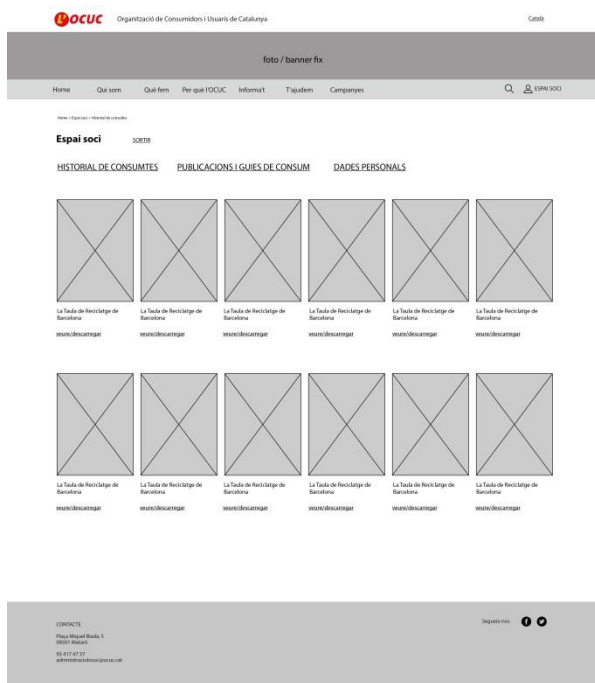 l'OCUC Organització de Consumidors i Usuaris de Catalunya Català
foto / banner fix
Home Qui som Què fem Per què l'OCUC Informa't T'ajudem Campanyes ESPAI SOCI
Home > Espai soci > Historial de consultes
Espai soci SORTIR
HISTORIAL DE CONSUMTES PUBLICACIONS I GUIES DE CONSUM DADES PERSONALS
La Taula de Reciclatge de La Taula de Reciclatge de La Taula de Reciclatge de La Taula de Reciclatge de La Taula de Reciclatge de La Taula de Reciclatge de
Barcelona Barcelona Barcelona Barcelona Barcelona Barcelona
veure/descarregar veure/descarregar veure/descarregar veure/descarregar veure/descarregar veure/descarregar
La Taula de Reciclatge de La Taula de Reciclatge de La Taula de Reciclatge de La Taula de Reciclatge de La Taula de Reciclatge de La Taula de Reciclatge de
Barcelona Barcelona Barcelona Barcelona Barcelona Barcelona
veure/descarregar veure/descarregar veure/descarregar veure/descarregar veure/descarregar veure/descarregar
CONTACTE Segueix-nos
Plaça Miquel Biada, 5
08301 Mataró
93 417 47 37